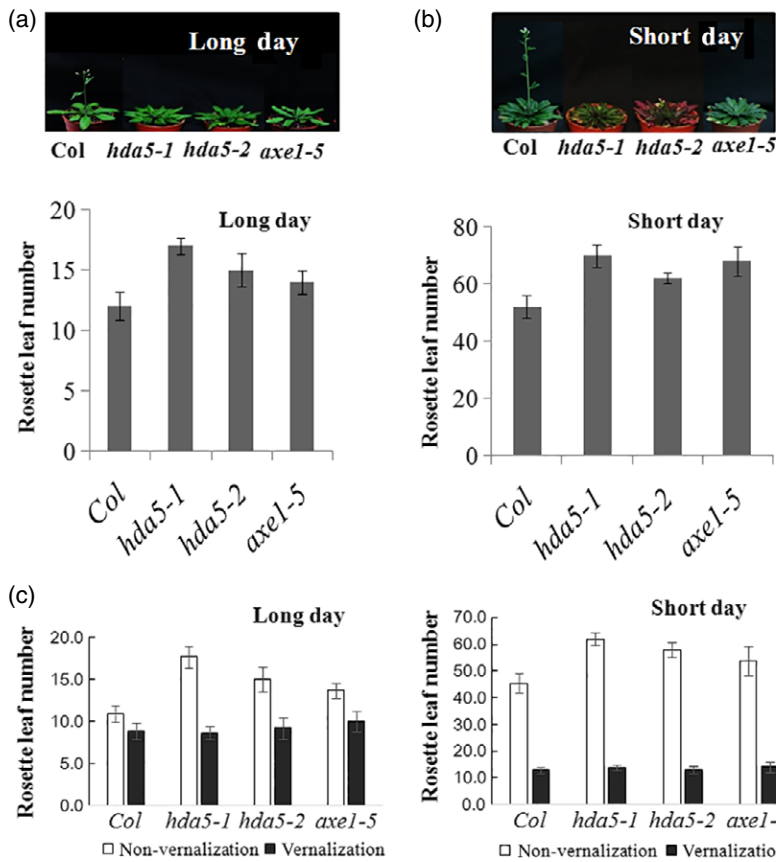 (a)
Long day
Col hda5-1 hda5-2 axe1-5
Rosette leaf number
Long day
20
15
10
5
0
Col hda5-1 hda5-2 axe1-5
(b)
Short day
Col hda5-1 hda5-2 axe1-5
Rosette leaf number
Short day
80
60
40
20
0
Col hda5-1 hda5-2 axe1-5
(c)
Long day
Rosette leaf number
20.0
15.0
10.0
5.0
0.0
Col hda5-1 hda5-2 axe1-5
Non-vernalization Vernalization
Short day
Rosette leaf number
70.0
60.0
50.0
40.0
30.0
20.0
10.0
0.0
Col hda5-1 hda5-2 axe1-
Non-vernalization Vernalization